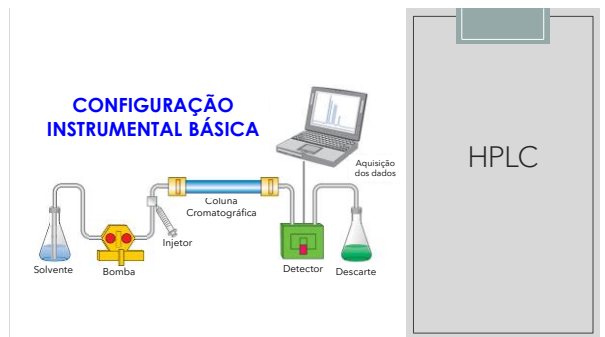 CONFIGURAÇÃO
INSTRUMENTAL BÁSICA
Aquisição
dos dados
Coluna
Cromatográfica
Injetor
Solvente
Bomba
Detector
Descarte
HPLC